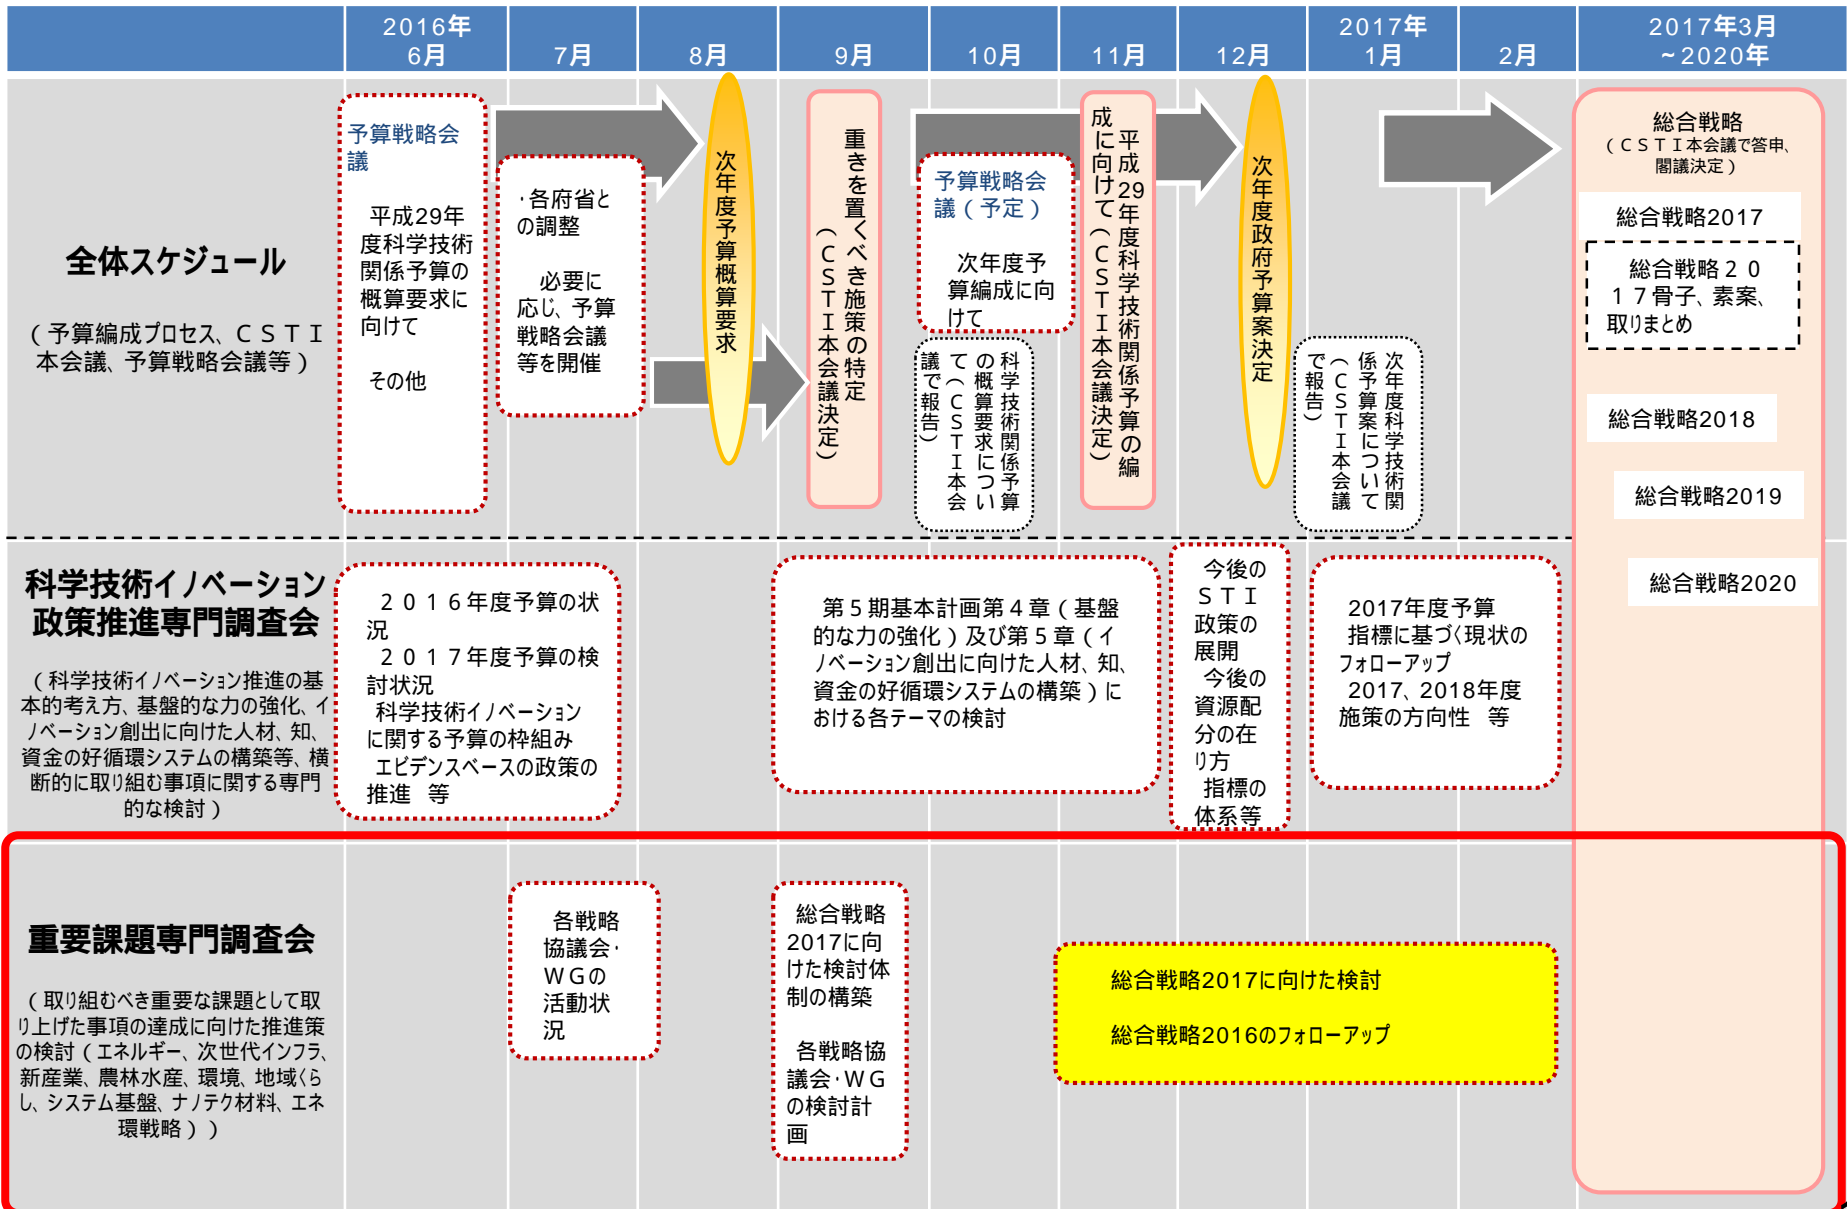 2016年
6月
7月
8月
9月
10月
11月
12月
2017年
1月
2月
2017年3月
~2020年
全体スケジュール
(予算編成プロセス、CSTI
本会議、予算戦略会議等)
予算戦略会
議
平成29年
度科学技術
関係予算の
概算要求に
向けて
その他
・各府省と
の調整
必要に
応じ、予算
戦略会議
等を開催
次年度予算概算要求
重きを置くべき施策の特定
(CSTI本会議決定)
予算戦略会
議(予定)
次年度予
算編成に向
けて
科学技術関係予算
の概算要求につい
て(CSTI本会
議で報告)
平成29年度科学技術関係予算の編
成に向けて(CSTI本会議決定)
次年度政府予算案決定
次年度科学技術関
係予算案について
(CSTI本会議
で報告)
総合戦略
(CSTI本会議で答申、
閣議決定)
総合戦略2017
総合戦略20
17骨子、素案、
取りまとめ
総合戦略2018
総合戦略2019
総合戦略2020
科学技術イノベーション
政策推進専門調査会
(科学技術イノベーション推進の基
本的考え方、基盤的な力の強化、イ
ノベーション創出に向けた人材、知、
資金の好循環システムの構築等、横
断的に取り組む事項に関する専門
的な検討)
2016年度予算の状
況
2017年度予算の検
討状況
科学技術イノベーション
に関する予算の枠組み
エビデンスベースの政策の
推進 等
第5期基本計画第4章(基盤
的な力の強化)及び第5章(イ
ノベーション創出に向けた人材、知、
資金の好循環システムの構築)に
おける各テーマの検討
今後の
STI
政策の
展開
今後の
資源配
分の在
り方
指標の
体系等
2017年度予算
指標に基づく現状の
フォローアップ
2017、2018年度
施策の方向性 等
重要課題専門調査会
(取り組むべき重要な課題として取
り上げた事項の達成に向けた推進策
の検討(エネルギー、次世代インフラ、
新産業、農林水産、環境、地域くら
し、システム基盤、ナノテク材料、エネ
環戦略))
各戦略
協議会・
WGの
活動状
況
総合戦略
2017に向
けた検討体
制の構築
各戦略協
議会・WG
の検討計
画
総合戦略2017に向けた検討
総合戦略2016のフォローアップ